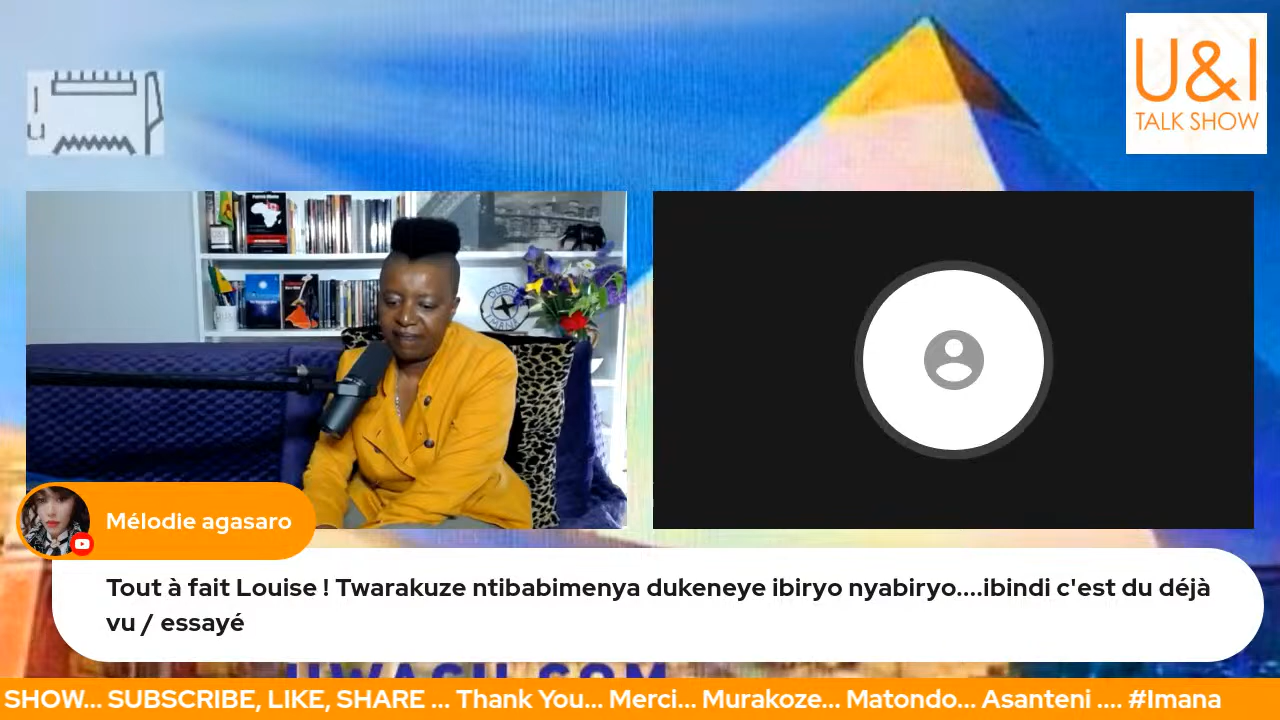 U&I
TALK SHOW
Mélodie agasaro
Tout à fait Louise ! Twarakuze ntibabimenya dukeneye ibiryo nyabiryo....ibindi c'est du déjà
vu / essayé
SHOW... SUBSCRIBE, LIKE, SHARE ... Thank You... Merci... Murakoze... Matondo... Asanteni .... #Imana